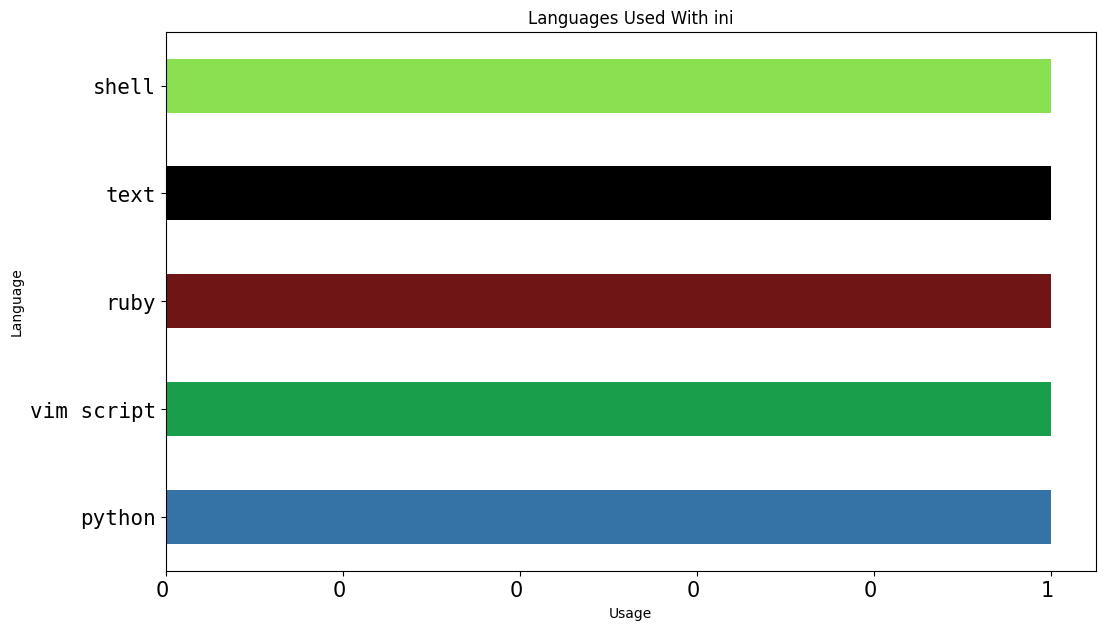 Languages Used With ini
shell
text
ruby
vim script
python
Language
0 0 0 0 0 1
Usage